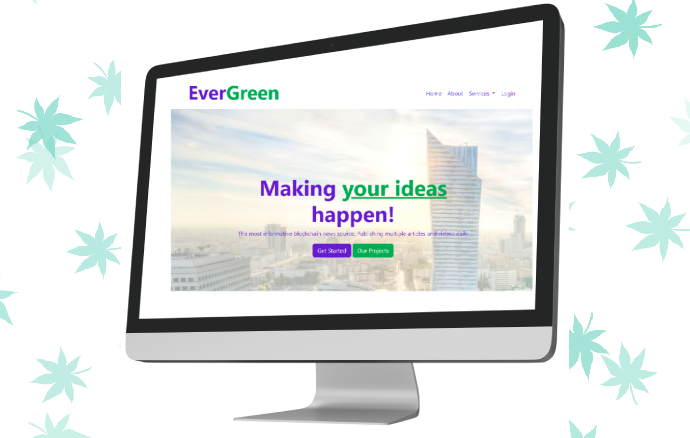 EverGreen
Home About Services Login
Making your ideas
happen!
The most informative blockchain news source. Publishing multiple articles and videos daily.
Get Started Our Projects